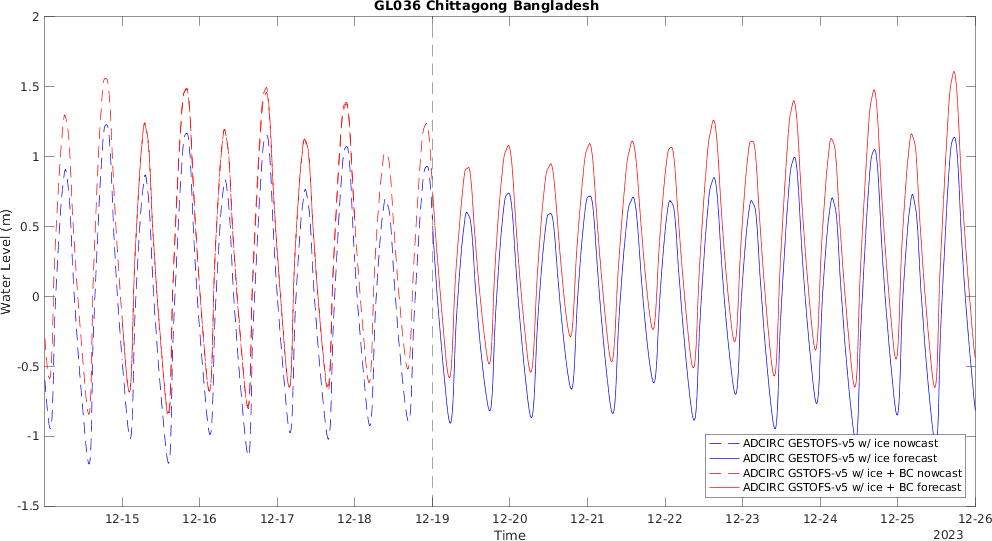 GL036 Chittagong Bangladesh
2
1.5
1
0.5
0
-0.5
-1
-1.5
Water Level (m)
12-15 12-16 12-17 12-18 12-19 12-20 12-21 12-22 12-23 12-24 12-25 12-26
Time
2023
ADCIRC GESTOFS-v5 w/ ice nowcast
ADCIRC GESTOFS-v5 w/ ice forecast
ADCIRC GSTOFS-v5 w/ ice + BC nowcast
ADCIRC GSTOFS-v5 w/ ice + BC forecast